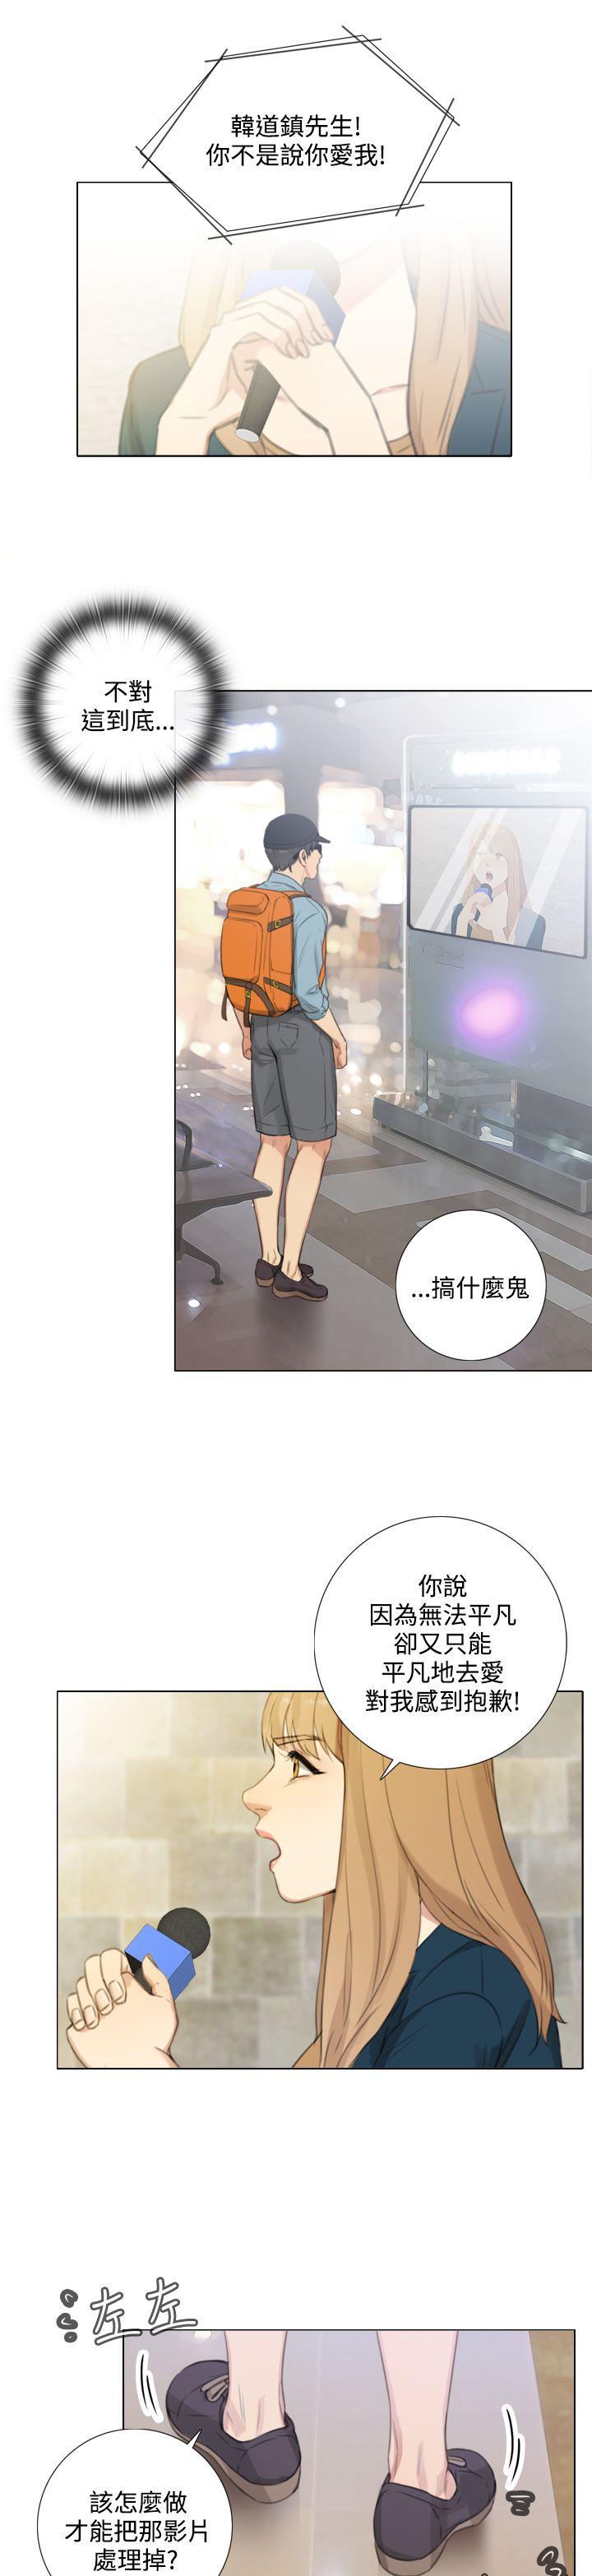 韓道鎮先生!
你不是說你愛我!
不對
這到底...
...搞什麼鬼
你說
因為無法平凡
卻又只能
平凡地去愛
對我感到抱歉!
左左
該怎麼做
才能把那影片
處理掉?